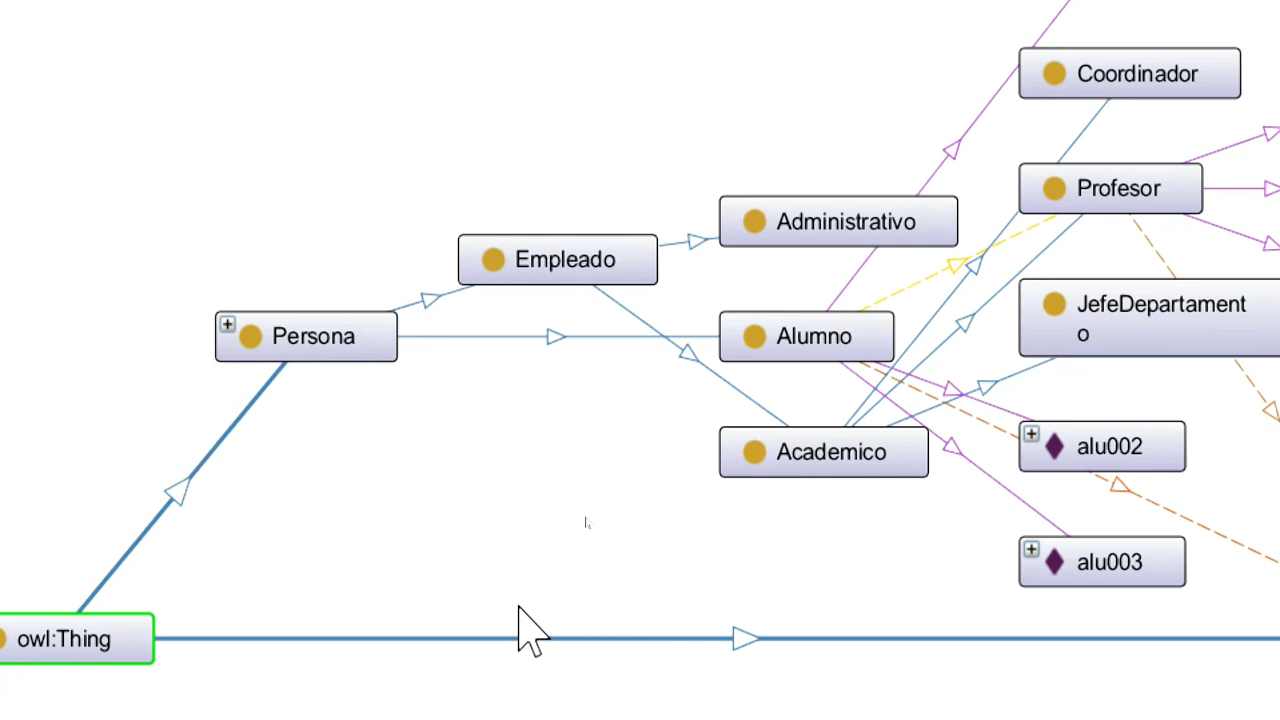 Coordinador
Profesor
Administrativo
Empleado
JefeDepartament
o
Persona
Alumno
Academico
alu002
alu003
owl:Thing